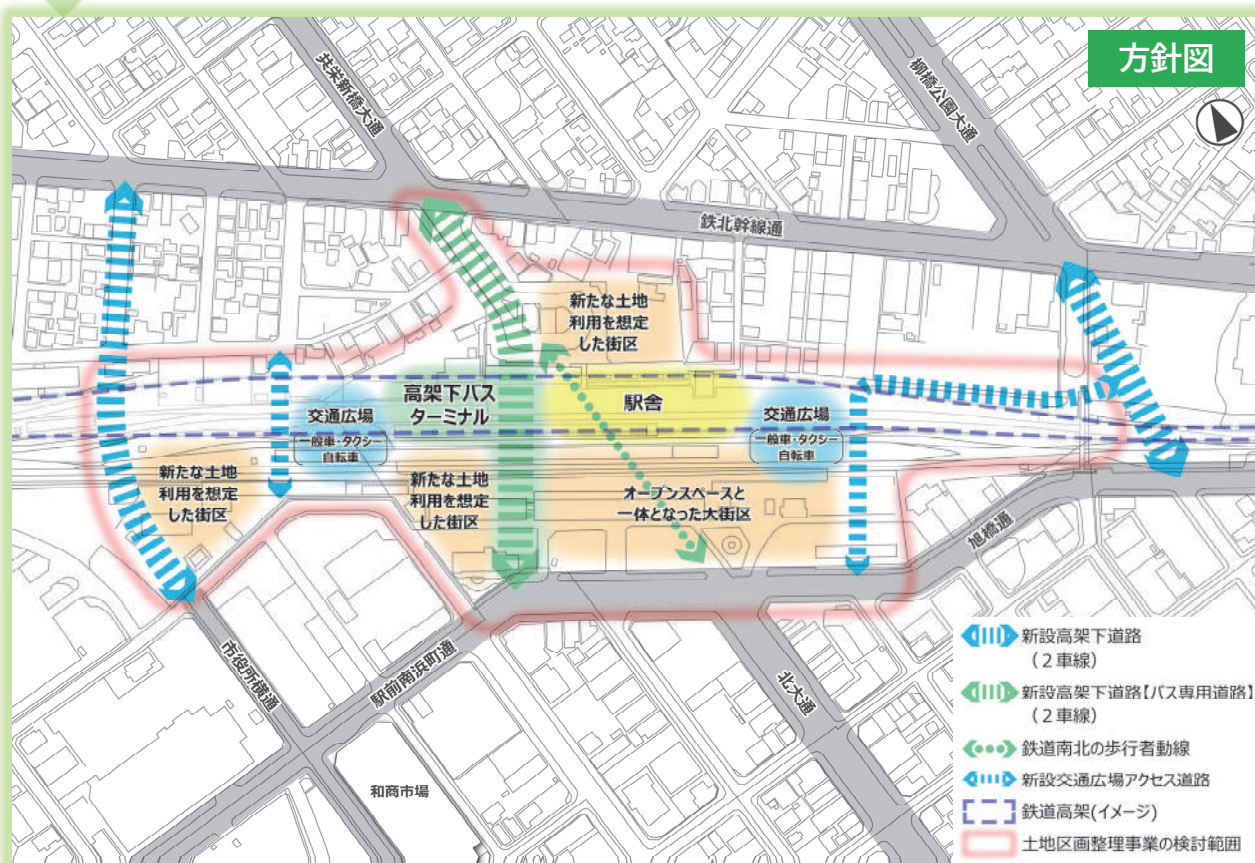 方針図
共栄新橋大通
柳橋公園大通
鉄北幹線通
新たな土地
利用を想定
した街区
高架下バス
ターミナル
駅舎
交通広場
一般車・タクシー
自転車
交通広場
一般車・タクシー
自転車
新たな土地
利用を想定
した街区
新たな土地
利用を想定
した街区
オープンスペースと
一体となった大街区
旭橋通
市役所横通
駅前南浜町通
北大通
和商市場
新設高架下道路
(2車線)
新設高架下道路【バス専用道路】
(2車線)
鉄道南北の歩行者動線
新設交通広場アクセス道路
鉄道高架(イメージ)
土地区画整理事業の検討範囲